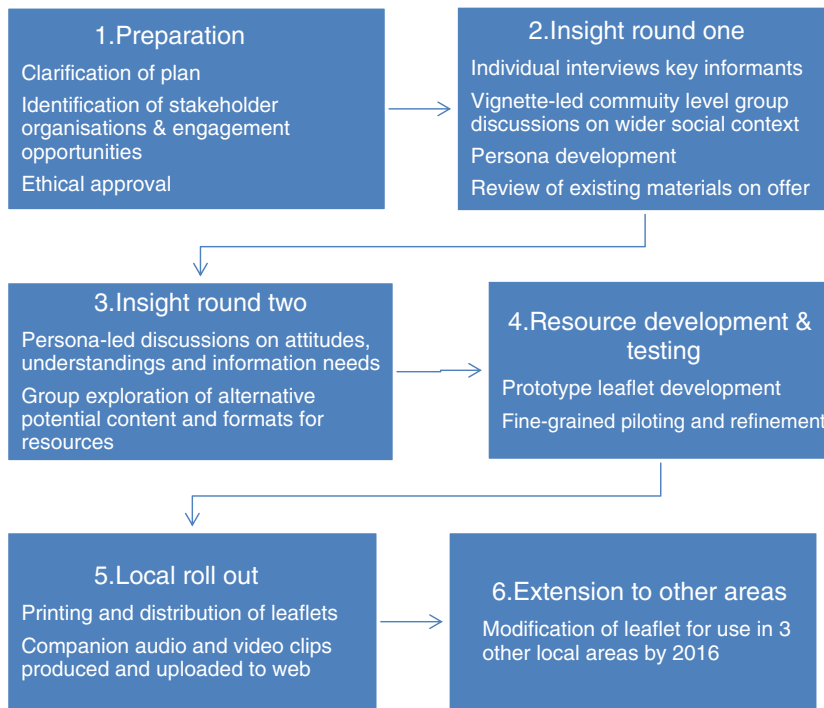 1.Preparation
Clarification of plan
Identification of stakeholder
organisations & engagement
opportunities
Ethical approval
2.Insight round one
Individual interviews key informants
Vignette-led commuity level group
discussions on wider social context
Persona development
Review of existing materials on offer
3.Insight round two
Persona-led discussions on attitudes,
understandings and information needs
Group exploration of alternative
potential content and formats for
resources
4.Resource development &
testing
Prototype leaflet development
Fine-grained piloting and refinement
5.Local roll out
Printing and distribution of leaflets
Companion audio and video clips
produced and uploaded to web
6.Extension to other areas
Modification of leaflet for use in 3
other local areas by 2016